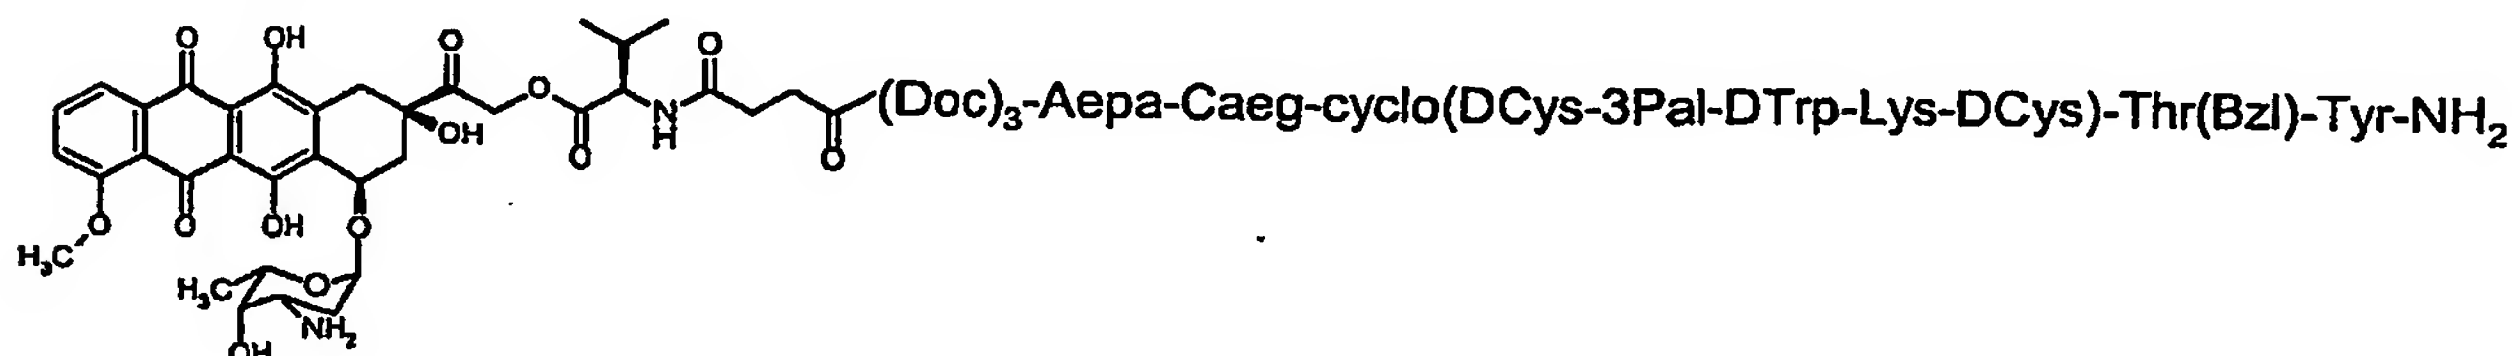 O OH O O O
O N H (Doc)₃-Aepa-Caeg-cyclo(DCys-3Pal-DTrp-Lys-DCys)-Thr(Bzl)-Tyr-NH₂
OH
O O
O O OH O
H₃C
H₃C O
NH₂
OH